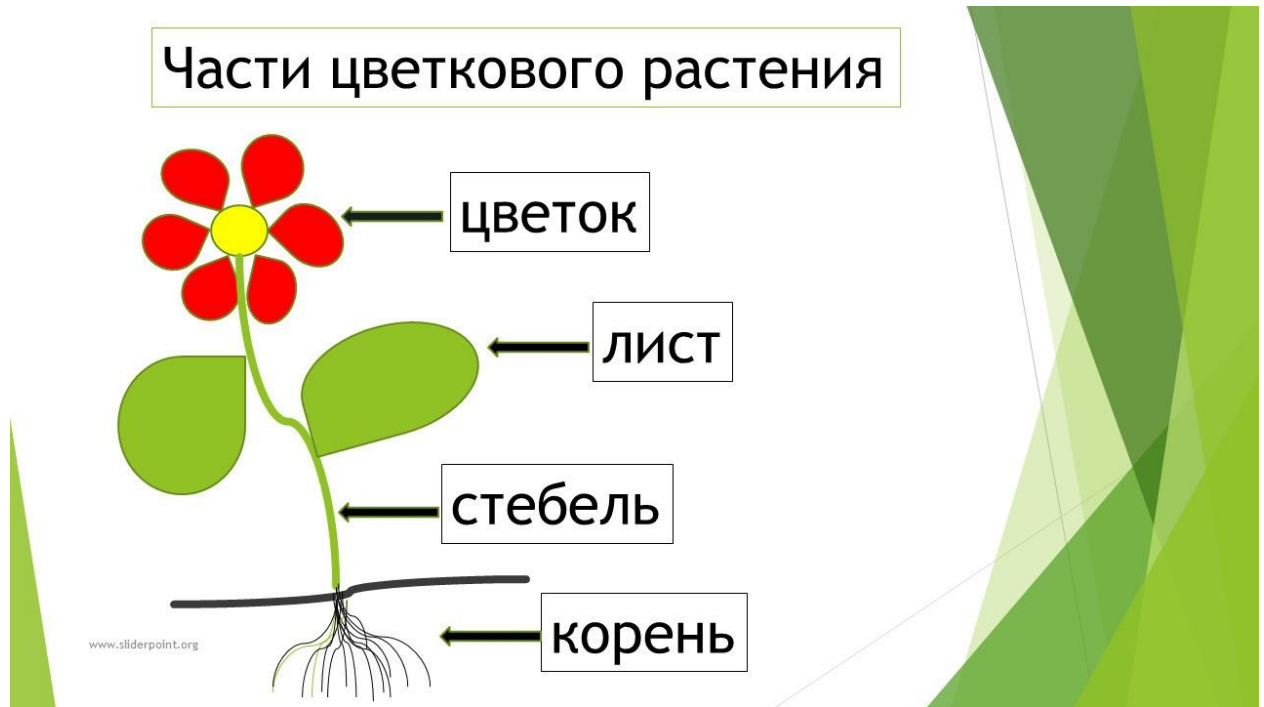 Части цветкового растения
цветок
лист
стебель
корень
www.sliderpoint.org